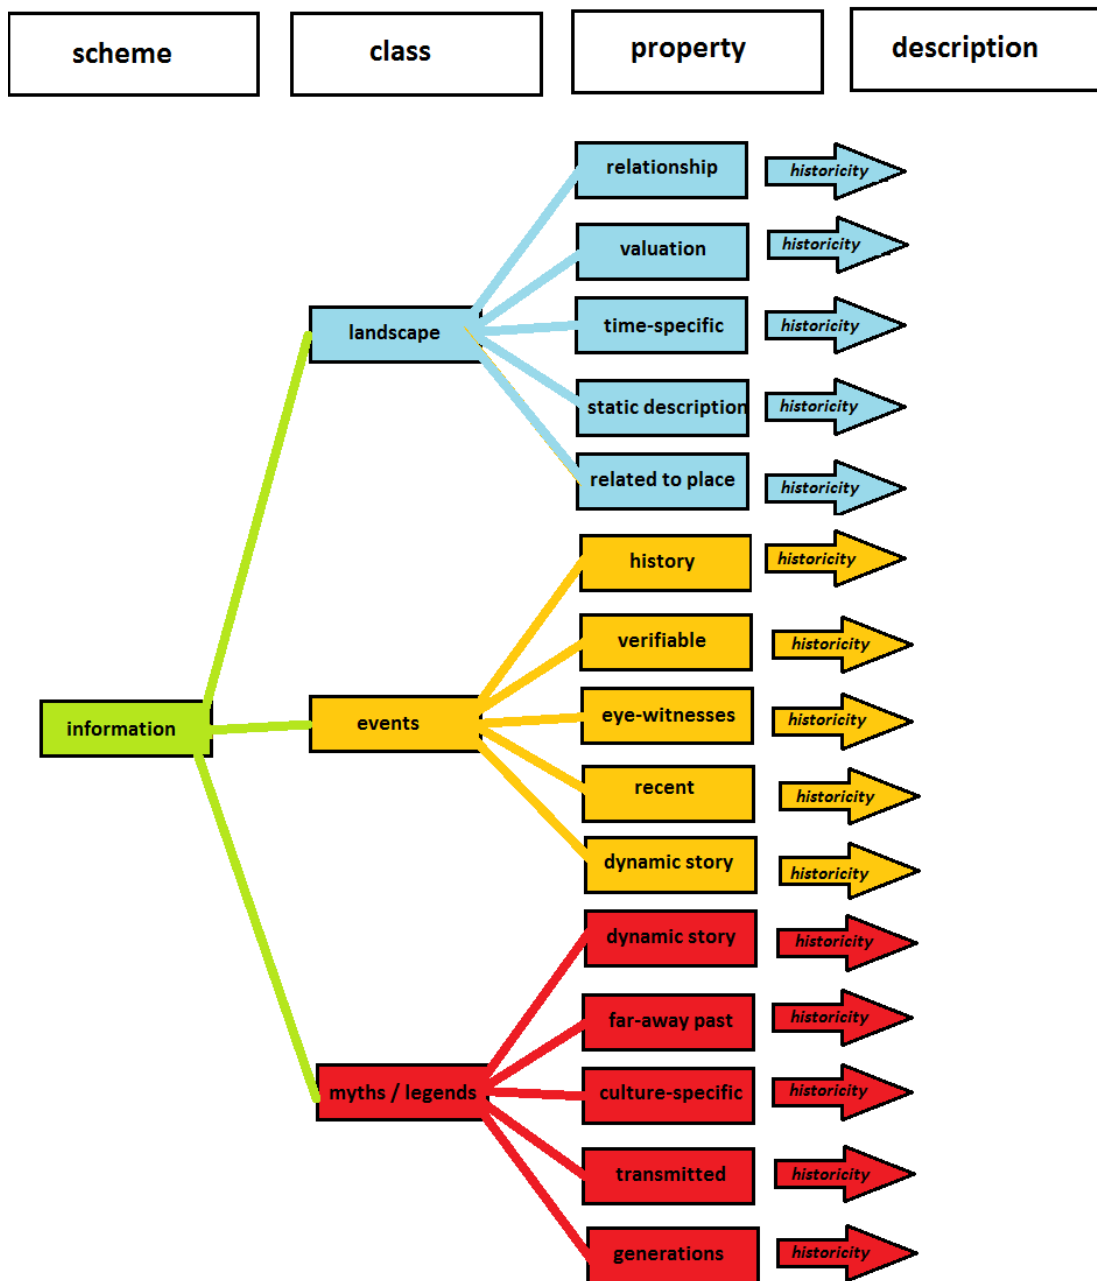 scheme
class
property
description
relationship
historicity
valuation
historicity
time-specific
historicity
landscape
static description
historicity
related to place
historicity
history
historicity
verifiable
historicity
information
events
eye-witnesses
historicity
recent
historicity
dynamic story
historicity
dynamic story
historicity
far-away past
historicity
myths / legends
culture-specific
historicity
transmitted
historicity
generations
historicity